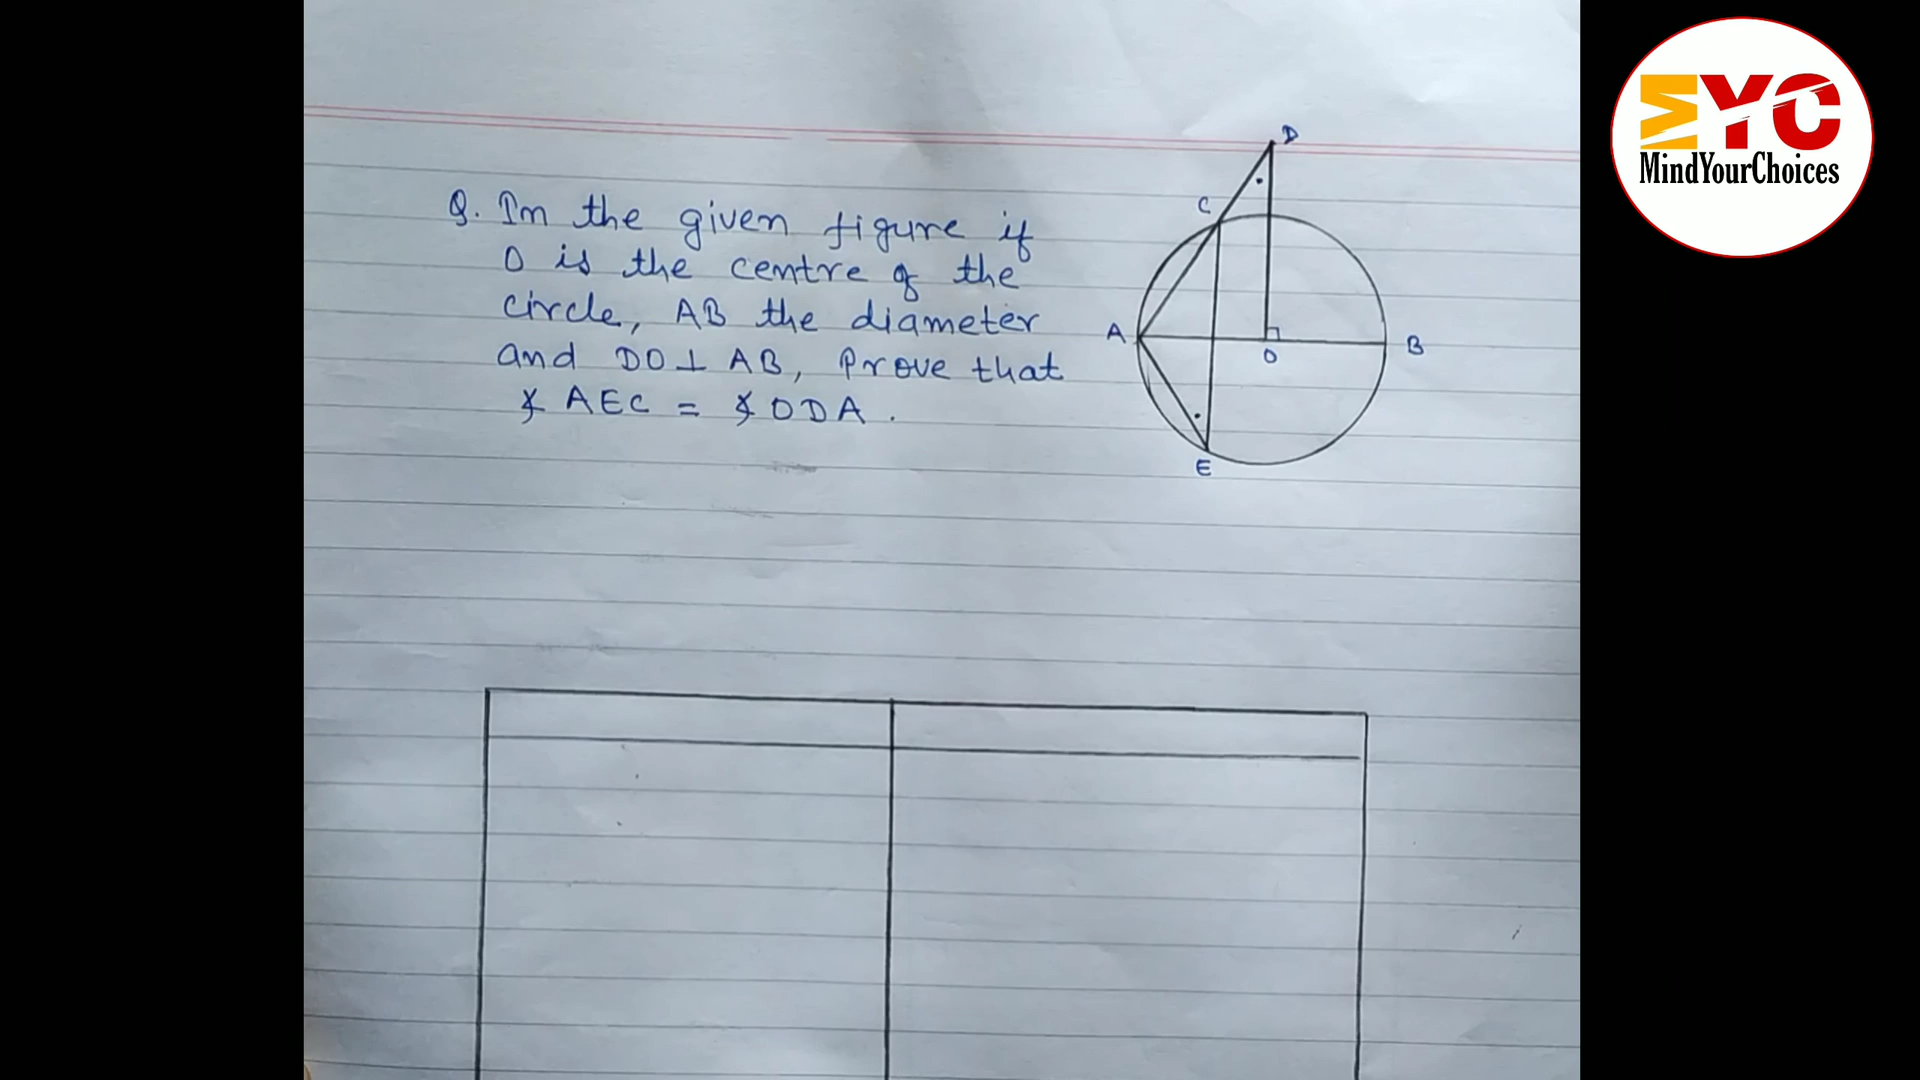 MYC
MindYourChoices
Q. In the given figure if
O is the centre of the
circle, AB the diameter
and DO ⊥ AB, Prove that
∡ AEC = ∡ ODA.
D
C
A
O
B
E